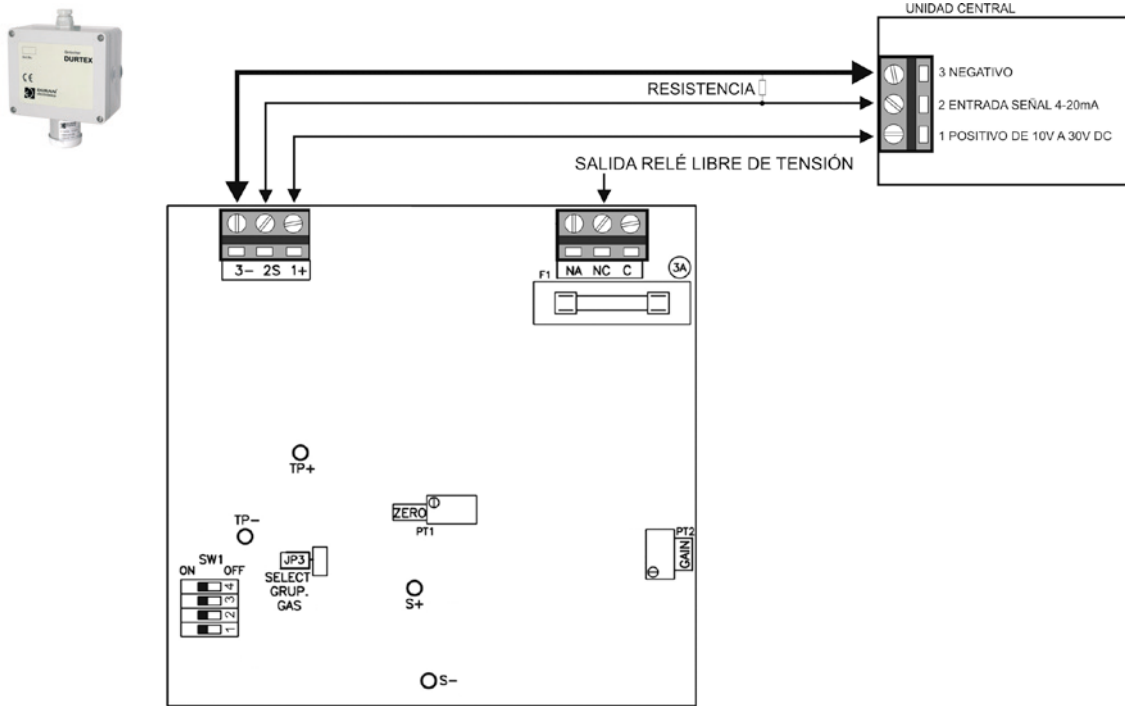 UNIDAD CENTRAL
DURTEX
CE
RESISTENCIA
3 NEGATIVO
2 ENTRADA SEÑAL 4-20mA
1 POSITIVO DE 10V A 30V DC
SALIDA RELÉ LIBRE DE TENSIÓN
3- 2S 1+
NA NC C
3A
F1
TP+
ZERO
PT1
TP-
PT2
GAIN
SW1
ON OFF
4
3
2
1
JP3
SELECT
GRUP.
GAS
S+
S-